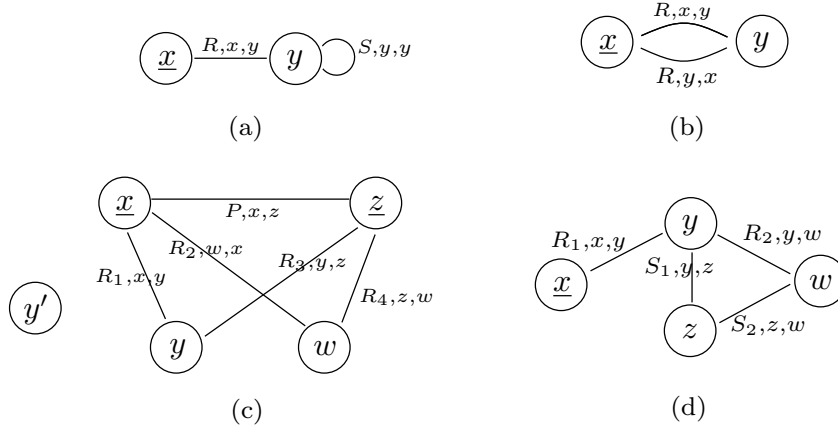 R,x,y
x
y
S,y,y
(a)
R,x,y
x
y
R,y,x
(b)
x
z
P,x,z
R₂,w,x
R₃,y,z
R₁,x,y
R₄,z,w
y′
y
w
(c)
y
R₁,x,y
R₂,y,w
S₁,y,z
x
w
z
S₂,z,w
(d)